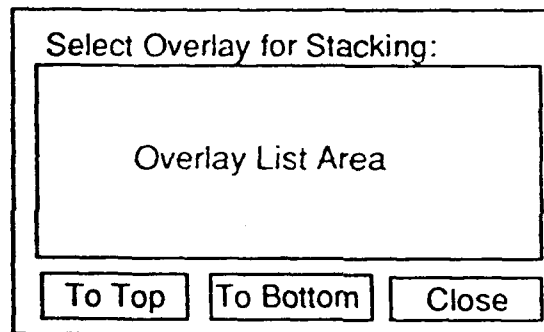 Select Overlay for Stacking:
Overlay List Area
To Top To Bottom Close